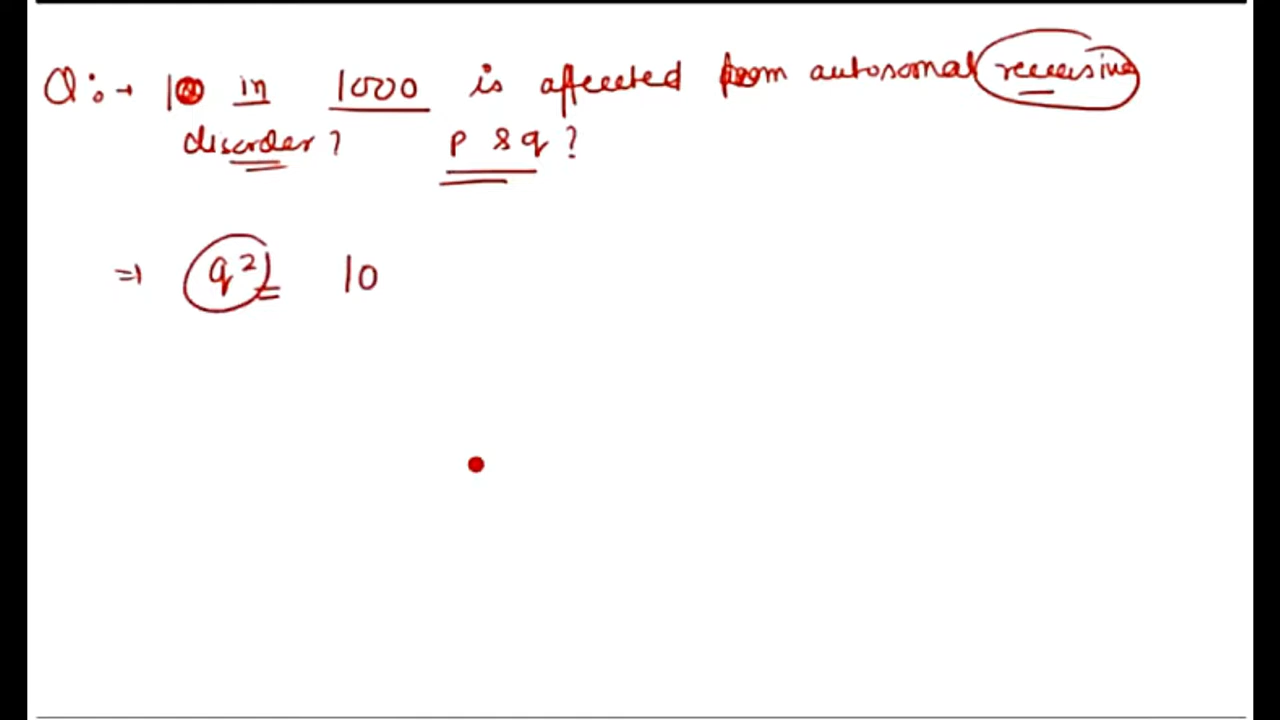 Q:→ 10 in 1000 is affected from autosomal recessive
disorder? p & q?
⇒ q² = 10